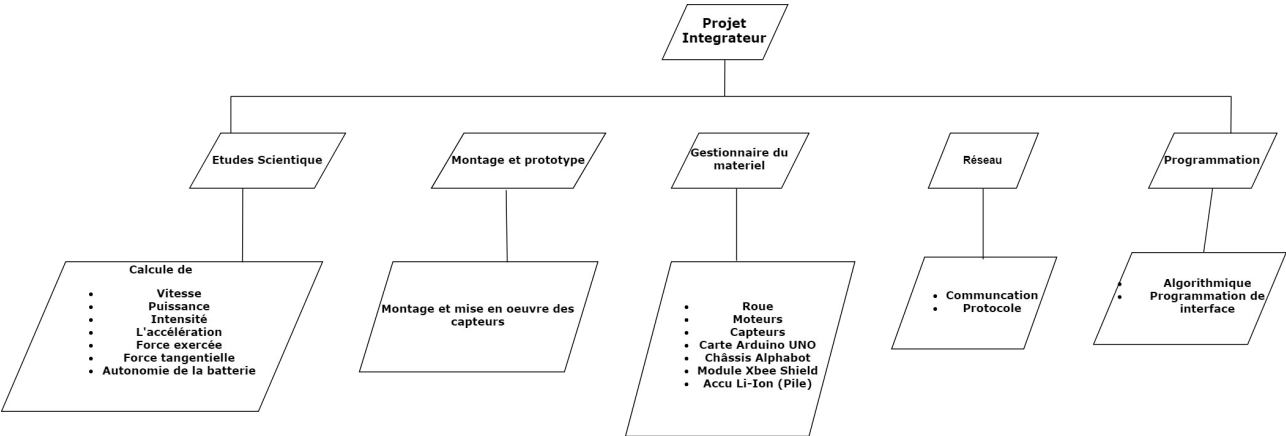 Projet
Integrateur
Etudes Scientique
Montage et prototype
Gestionnaire du
materiel
Réseau
Programmation
Calcule de
• Vitesse
• Puissance
• Intensité
• L'accélération
• Force exercée
• Force tangentielle
• Autonomie de la batterie
Montage et mise en oeuvre des
capteurs
• Roue
• Moteurs
• Capteurs
• Carte Arduino UNO
• Châssis Alphabot
• Module Xbee Shield
• Accu Li-Ion (Pile)
• Communcation
• Protocole
• Algorithmique
• Programmation de
interface